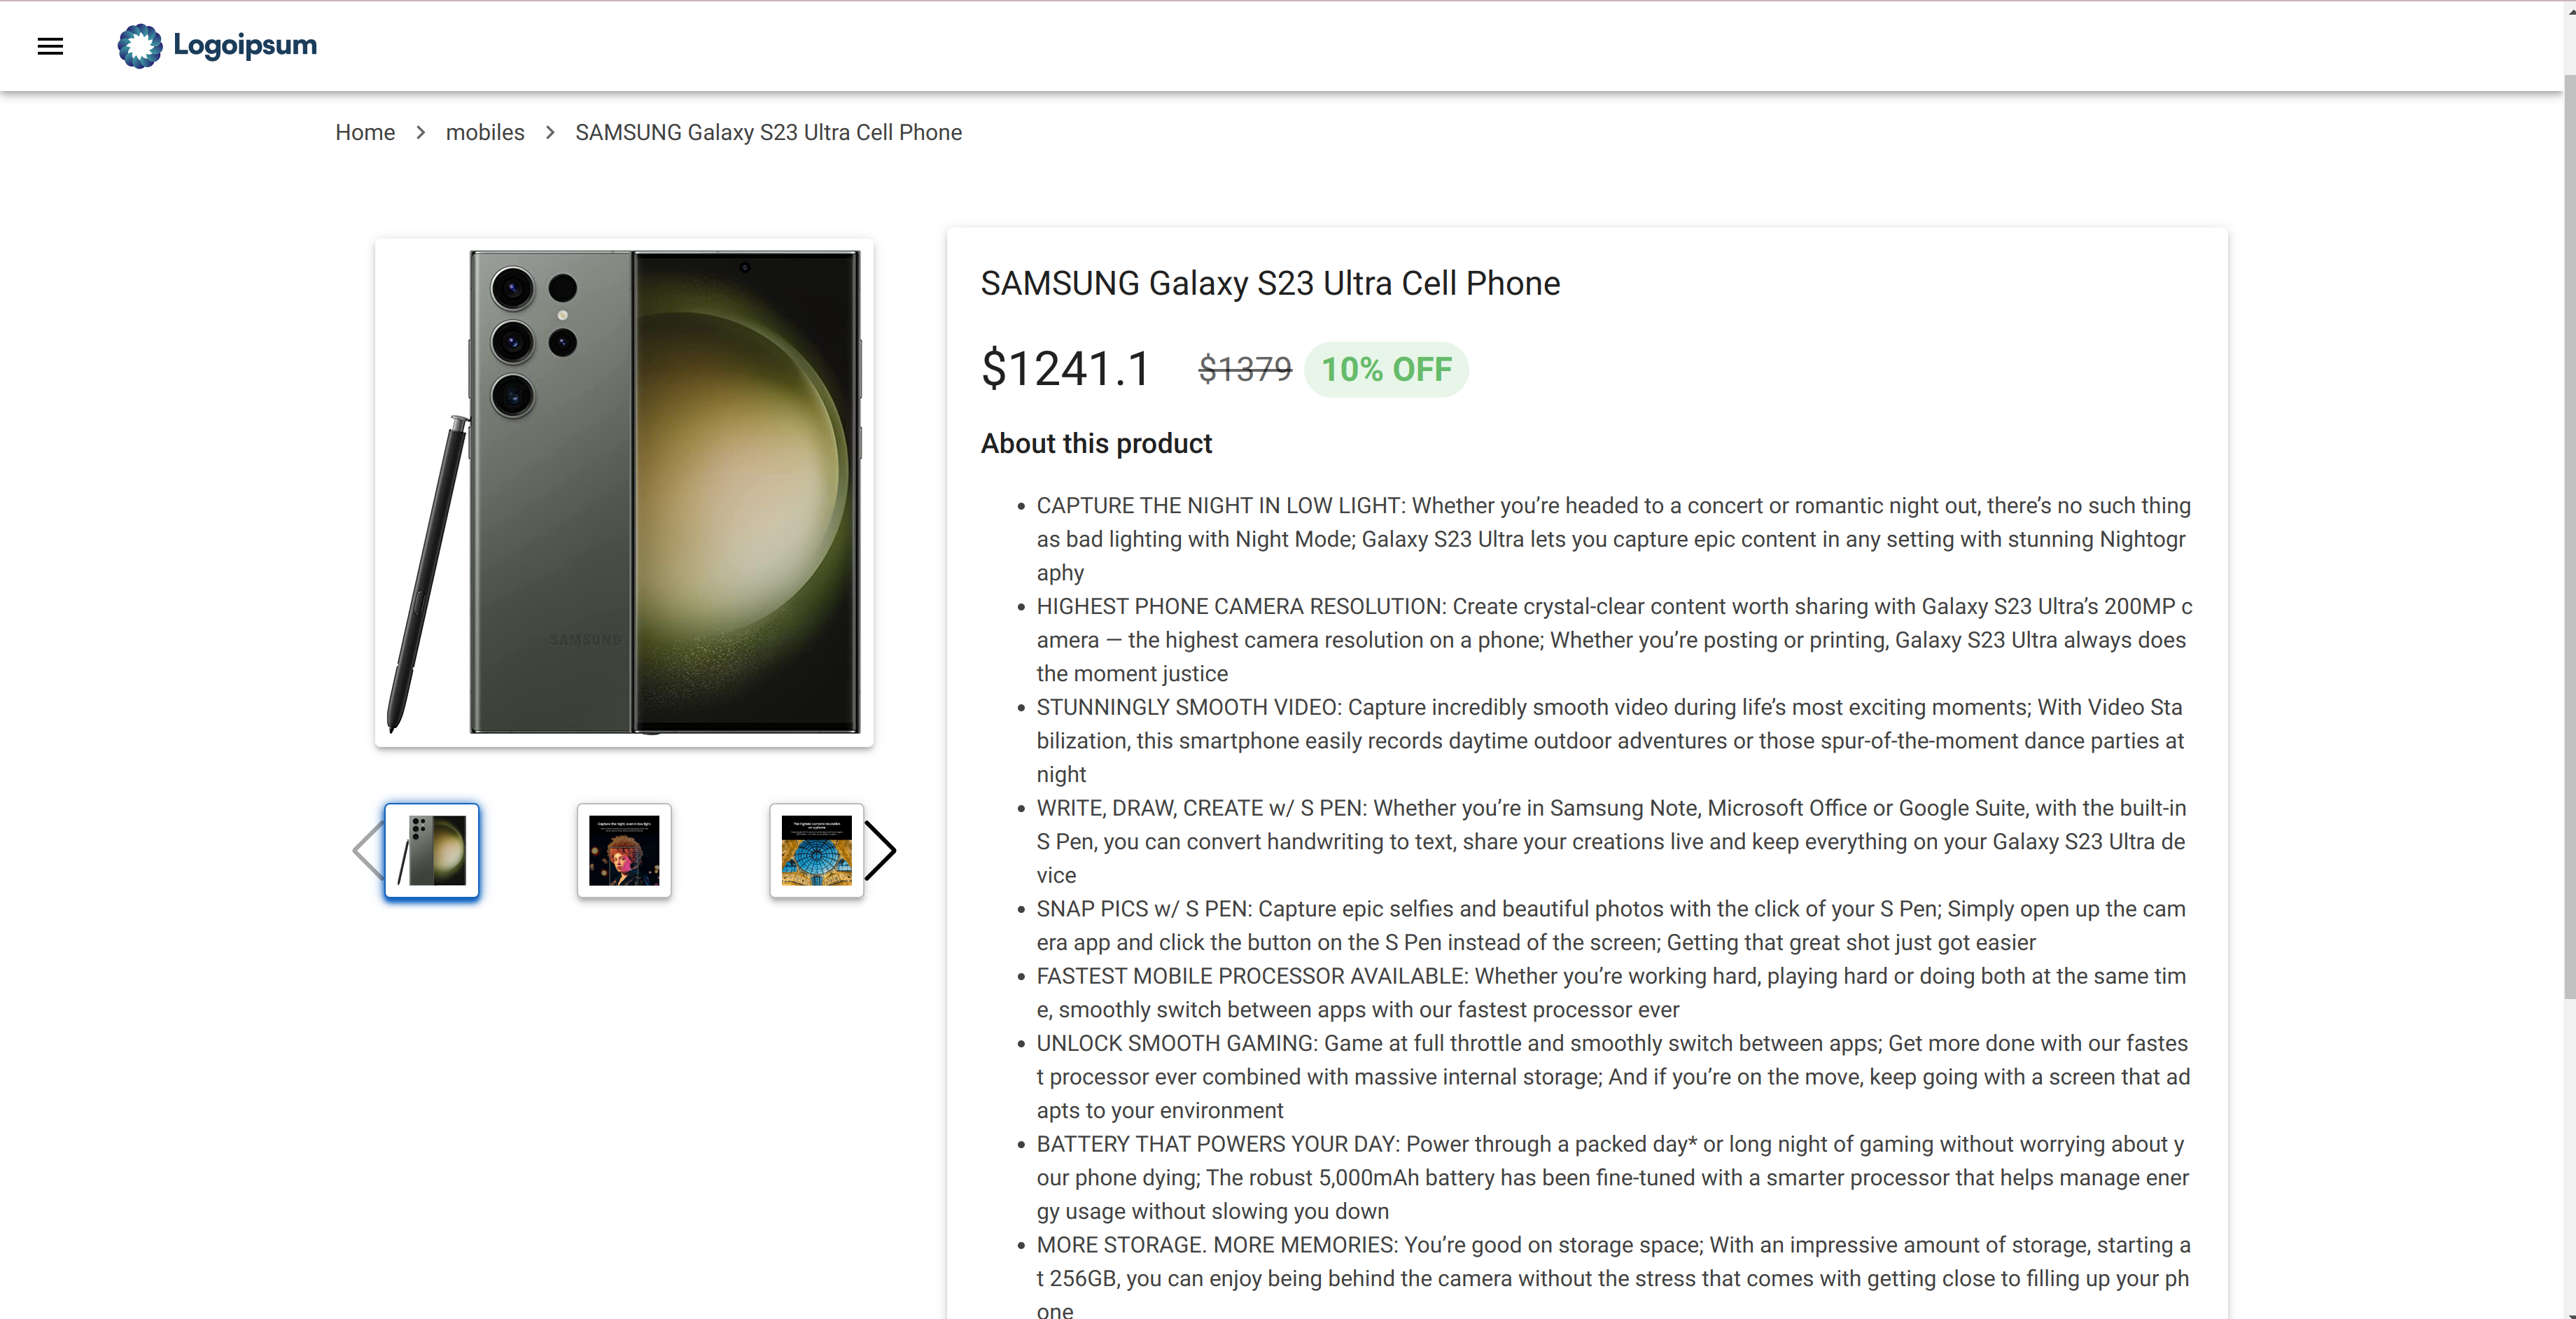 Logoipsum
Home > mobiles > SAMSUNG Galaxy S23 Ultra Cell Phone
SAMSUNG Galaxy S23 Ultra Cell Phone
$1241.1 $1379 10% OFF
About this product
• CAPTURE THE NIGHT IN LOW LIGHT: Whether you’re headed to a concert or romantic night out, there’s no such thing
as bad lighting with Night Mode; Galaxy S23 Ultra lets you capture epic content in any setting with stunning Nightogr
aphy
• HIGHEST PHONE CAMERA RESOLUTION: Create crystal-clear content worth sharing with Galaxy S23 Ultra’s 200MP c
amera — the highest camera resolution on a phone; Whether you’re posting or printing, Galaxy S23 Ultra always does
the moment justice
• STUNNINGLY SMOOTH VIDEO: Capture incredibly smooth video during life’s most exciting moments; With Video Sta
bilization, this smartphone easily records daytime outdoor adventures or those spur-of-the-moment dance parties at
night
• WRITE, DRAW, CREATE w/ S PEN: Whether you’re in Samsung Note, Microsoft Office or Google Suite, with the built-in
S Pen, you can convert handwriting to text, share your creations live and keep everything on your Galaxy S23 Ultra de
vice
• SNAP PICS w/ S PEN: Capture epic selfies and beautiful photos with the click of your S Pen; Simply open up the cam
era app and click the button on the S Pen instead of the screen; Getting that great shot just got easier
• FASTEST MOBILE PROCESSOR AVAILABLE: Whether you’re working hard, playing hard or doing both at the same tim
e, smoothly switch between apps with our fastest processor ever
• UNLOCK SMOOTH GAMING: Game at full throttle and smoothly switch between apps; Get more done with our fastes
t processor ever combined with massive internal storage; And if you’re on the move, keep going with a screen that ad
apts to your environment
• BATTERY THAT POWERS YOUR DAY: Power through a packed day* or long night of gaming without worrying about y
our phone dying; The robust 5,000mAh battery has been fine-tuned with a smarter processor that helps manage ener
gy usage without slowing you down
• MORE STORAGE. MORE MEMORIES: You’re good on storage space; With an impressive amount of storage, starting a
t 256GB, you can enjoy being behind the camera without the stress that comes with getting close to filling up your ph
one
SAMSUNG
Capture the night, even in low light
The highest camera resolution
on a phone